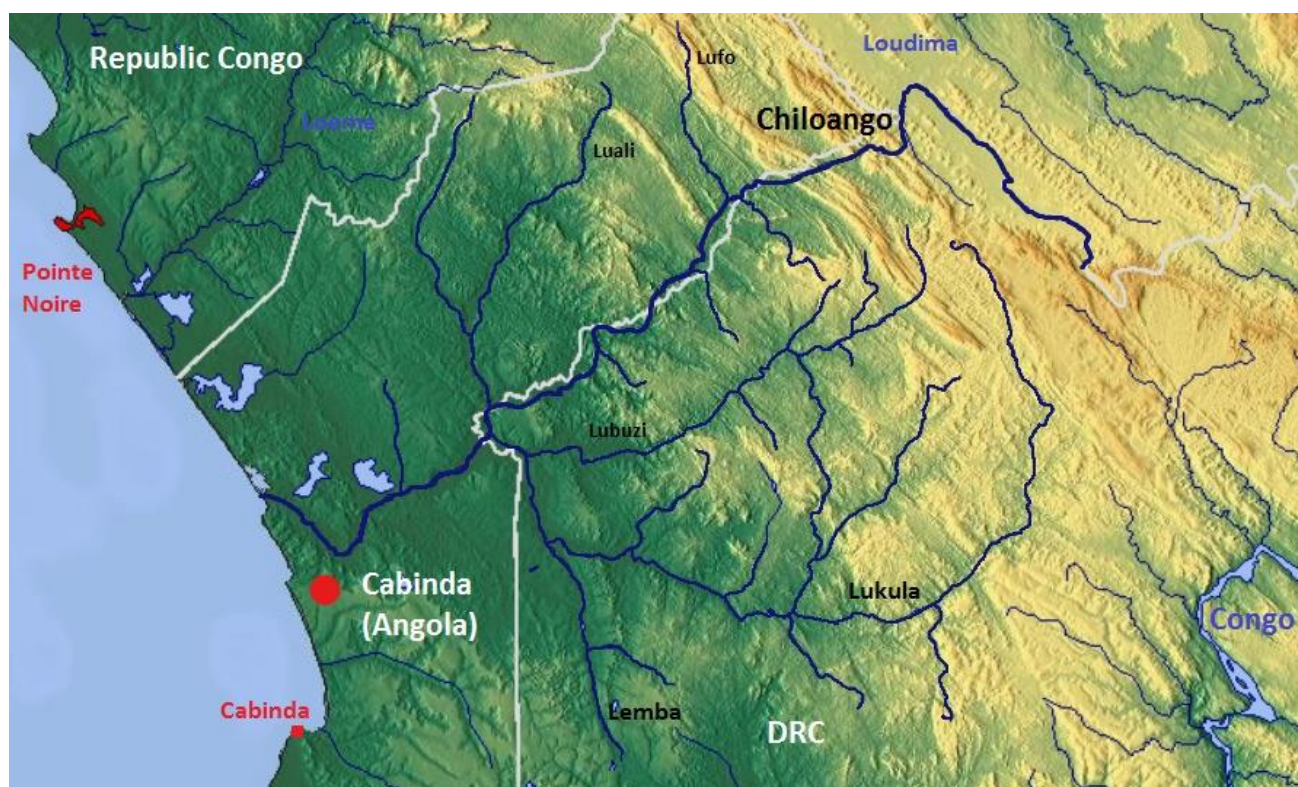 Republic Congo
Loudima
Lufo
Chiloango
Loeme
Luali
Pointe
Noire
Lubuzi
Cabinda
(Angola)
Lukula
Congo
Cabinda
Lemba
DRC